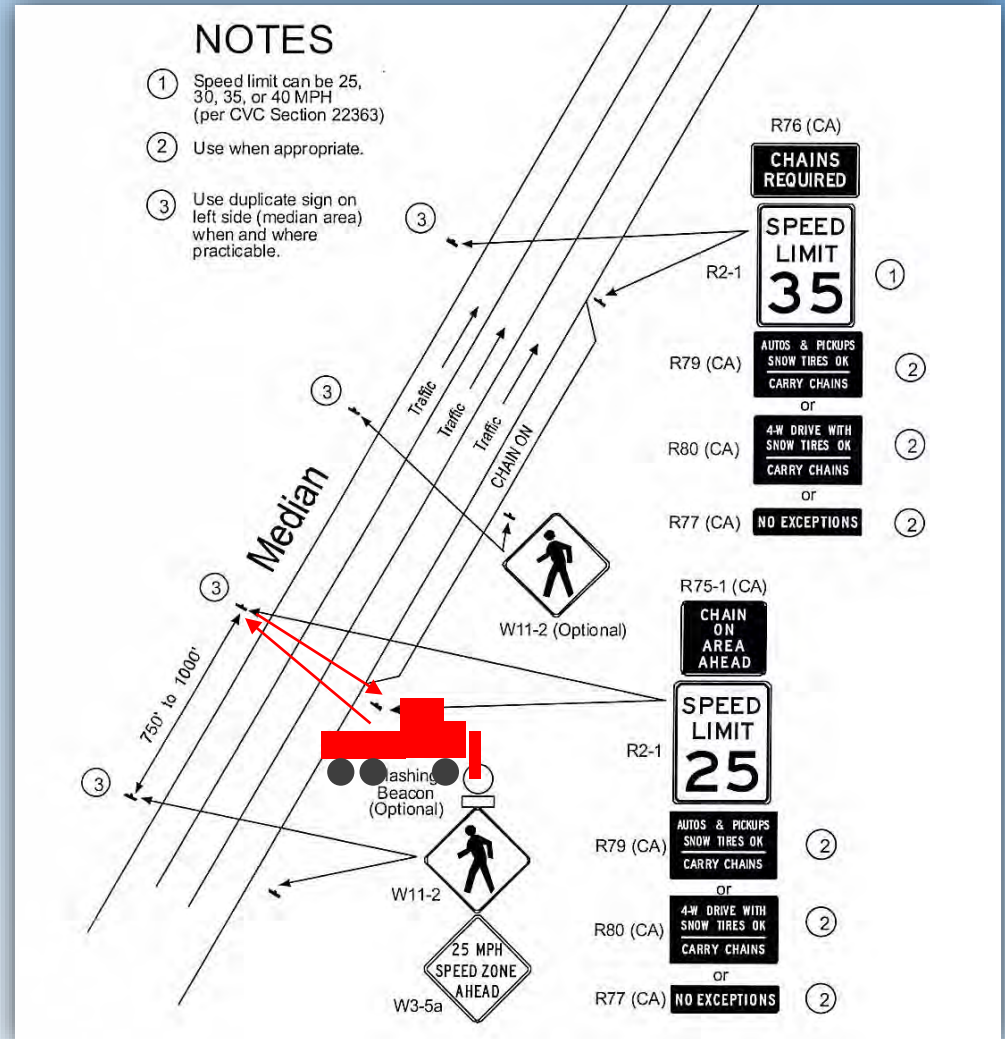 NOTES
1
Speed limit can be 25,
30, 35, or 40 MPH
(per CVC Section 22363)
2
Use when appropriate.
3
Use duplicate sign on
left side (median area)
when and where
practicable.
3
R76 (CA)
CHAINS
REQUIRED
SPEED
LIMIT
35
R2-1
1
R79 (CA)
AUTOS & PICKUPS
SNOW TIRES OK
CARRY CHAINS
2
or
R80 (CA)
4-W DRIVE WITH
SNOW TIRES OK
CARRY CHAINS
2
or
R77 (CA)
NO EXCEPTIONS
2
3
Traffic
Traffic
Traffic
CHAIN ON
Median
W11-2 (Optional)
3
750' to 1000'
3
R75-1 (CA)
CHAIN
ON
AREA
AHEAD
SPEED
LIMIT
25
R2-1
lashing
Beacon
(Optional)
W11-2
25 MPH
SPEED ZONE
AHEAD
W3-5a
R79 (CA)
AUTOS & PICKUPS
SNOW TIRES OK
CARRY CHAINS
2
or
R80 (CA)
4-W DRIVE WITH
SNOW TIRES OK
CARRY CHAINS
2
or
R77 (CA)
NO EXCEPTIONS
2